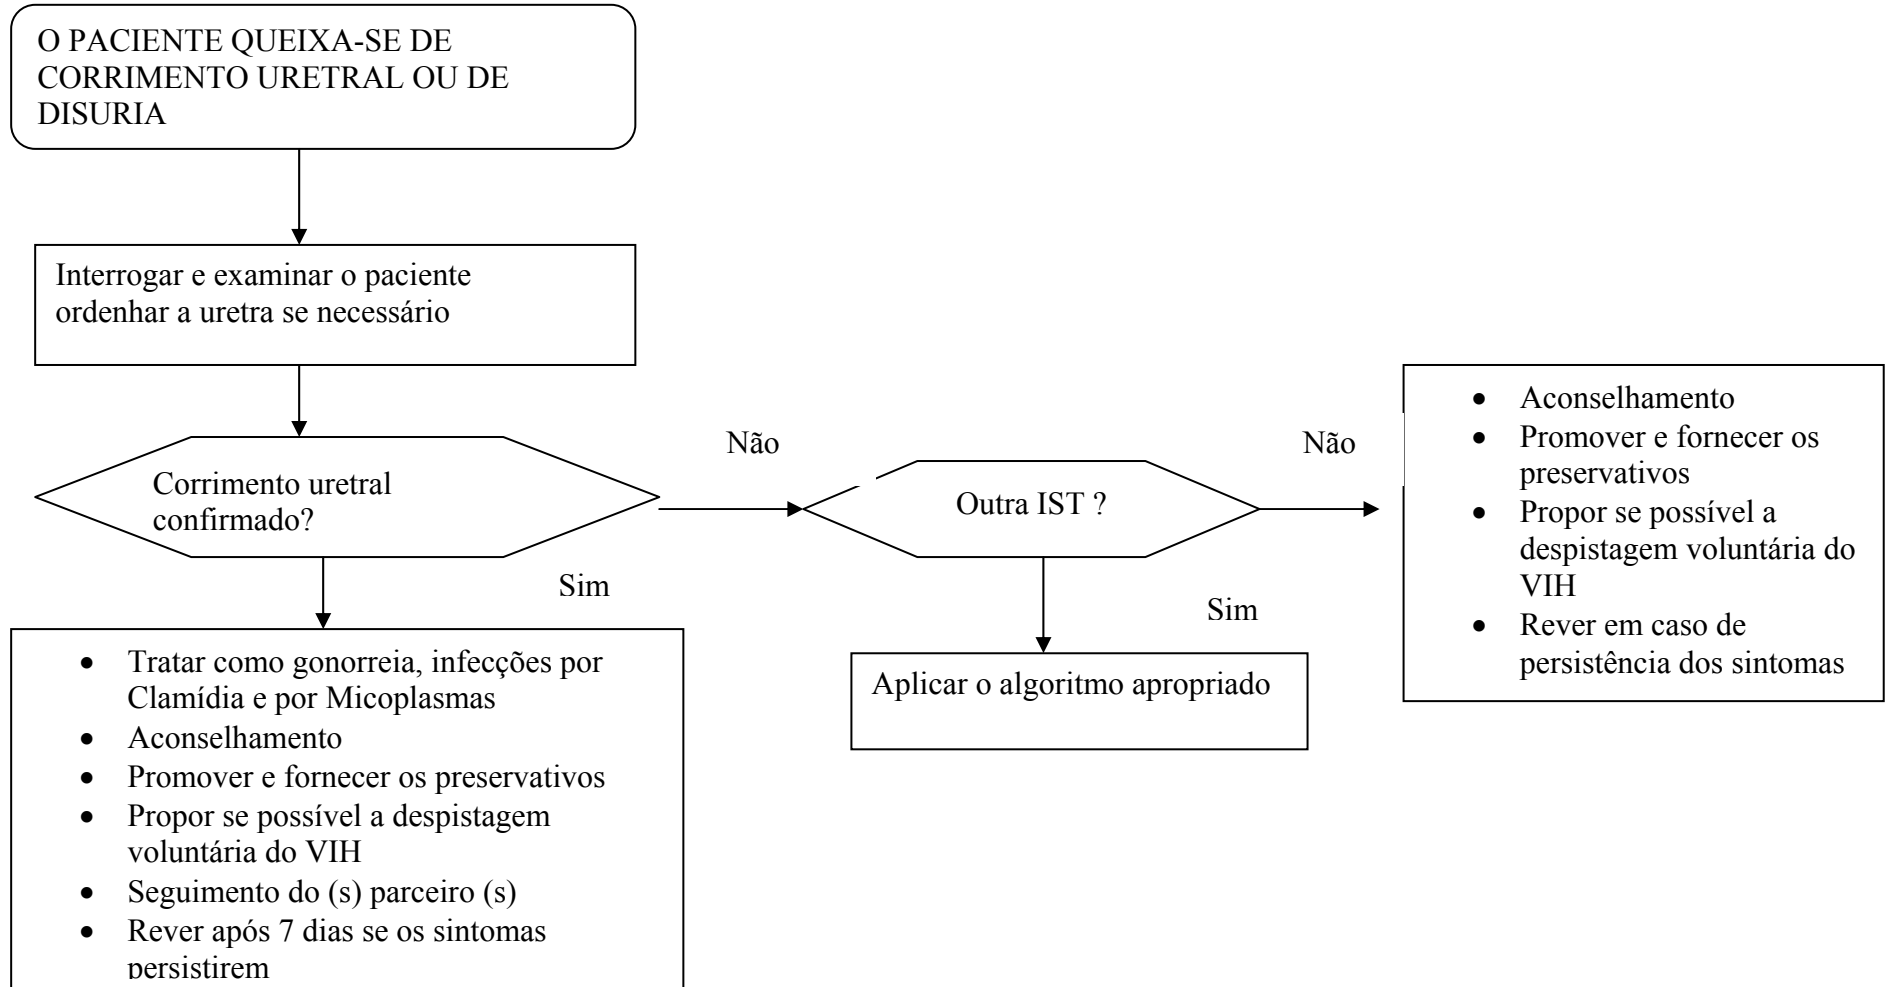 O PACIENTE QUEIXA-SE DE
CORRIMENTO URETRAL OU DE
DISURIA
Interrogar e examinar o paciente
ordenhar a uretra se necessário
Corrimento uretral
confirmado?
Não
Outra IST ?
Não
• Aconselhamento
• Promover e fornecer os
preservativos
• Propor se possível a
despistagem voluntária do
VIH
• Rever em caso de
persistência dos sintomas
Sim
Sim
Aplicar o algoritmo apropriado
• Tratar como gonorreia, infecções por
Clamídia e por Micoplasmas
• Aconselhamento
• Promover e fornecer os preservativos
• Propor se possível a despistagem
voluntária do VIH
• Seguimento do (s) parceiro (s)
• Rever após 7 dias se os sintomas
persistirem